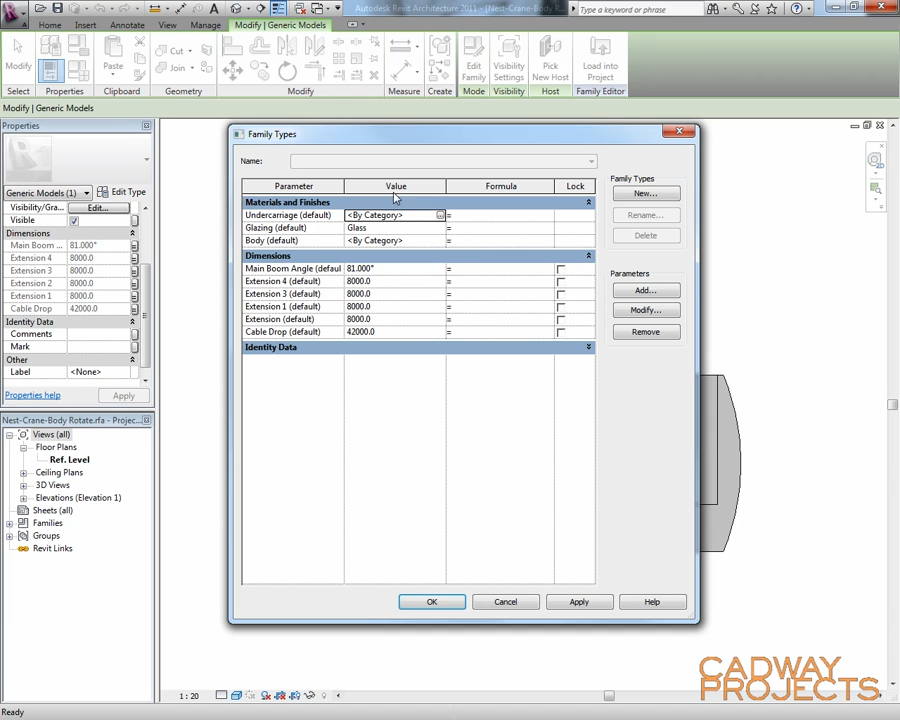 Autodesk Revit Architecture 2011 - [Nest-Crane-Body R...
Type a keyword or phrase
Home Insert Annotate View Manage Modify | Generic Models
Modify
Paste
Cut
Join
Edit Family
Visibility Settings
Pick New Host
Load into Project
Select Properties Clipboard Geometry Modify Measure Create Mode Visibility Host Family Editor
Modify | Generic Models
Properties
Generic Models (1) Edit Type
Visibility/Gra... Edit...
Visible
Dimensions
Main Boom ... 81.000°
Extension 4 8000.0
Extension 3 8000.0
Extension 2 8000.0
Extension 1 8000.0
Cable Drop 42000.0
Identity Data
Comments
Mark
Other
Label <None>
Properties help Apply
Nest-Crane-Body Rotate.rfa - Projec...
Views (all)
Floor Plans
Ref. Level
Ceiling Plans
3D Views
Elevations (Elevation 1)
Sheets (all)
Families
Groups
Revit Links
Family Types
Name:
Parameter Value Formula Lock
Materials and Finishes
Undercarriage (default) <By Category> =
Glazing (default) Glass =
Body (default) <By Category> =
Dimensions
Main Boom Angle (defaul 81.000° =
Extension 4 (default) 8000.0 =
Extension 3 (default) 8000.0 =
Extension 1 (default) 8000.0 =
Extension (default) 8000.0 =
Cable Drop (default) 42000.0 =
Identity Data
Family Types
New...
Rename...
Delete
Parameters
Add...
Modify...
Remove
OK Cancel Apply Help
1 : 20
Ready
CADWAY
PROJECTS